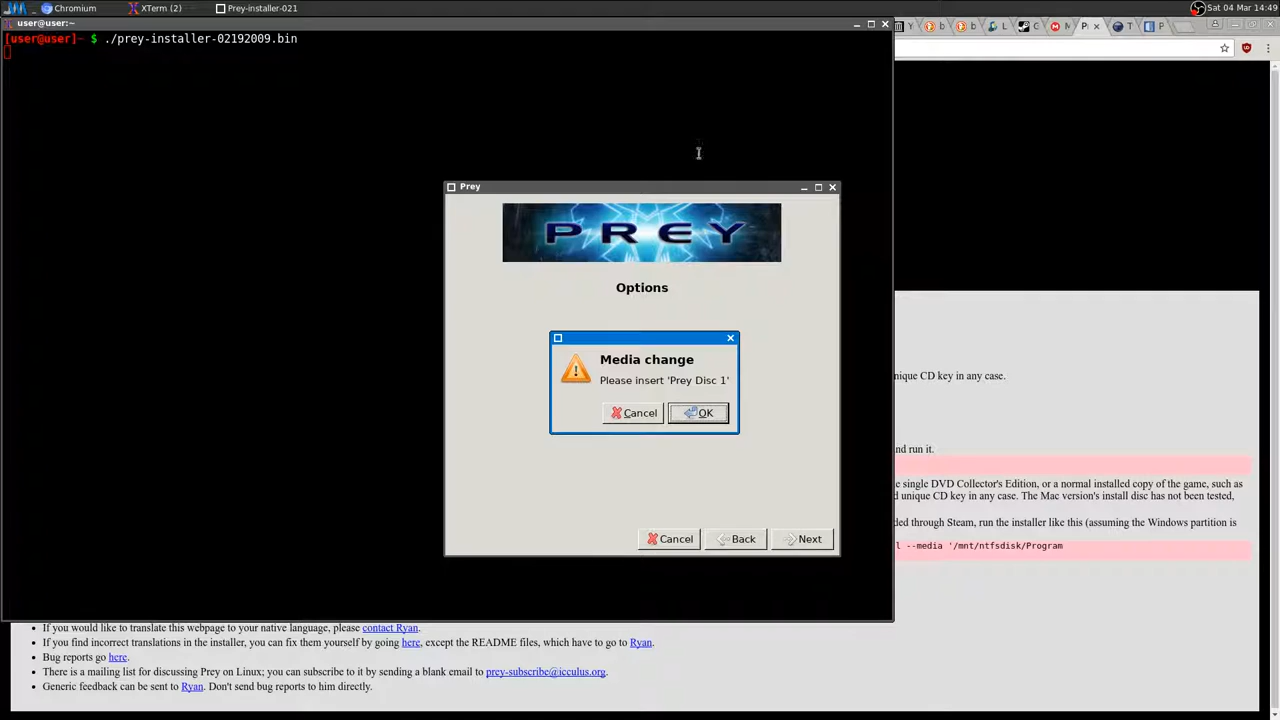 Chromium
XTerm (2)
Prey-installer-021
Sat 04 Mar 14:49
user@user:~
[user@user]~ $ ./prey-installer-02192009.bin
Prey
PREY
Options
Media change
Please insert 'Prey Disc 1'
Cancel
OK
Cancel
Back
Next
nique CD key in any case.
nd run it.
e single DVD Collector's Edition, or a normal installed copy of the game, such as
d unique CD key in any case. The Mac version's install disc has not been tested,
ded through Steam, run the installer like this (assuming the Windows partition is
l --media '/mnt/ntfsdisk/Program
If you would like to translate this webpage to your native language, please contact Ryan.
If you find incorrect translations in the installer, you can fix them yourself by going here, except the README files, which have to go to Ryan.
Bug reports go here.
There is a mailing list for discussing Prey on Linux; you can subscribe to it by sending a blank email to prey-subscribe@icculus.org.
Generic feedback can be sent to Ryan. Don't send bug reports to him directly.